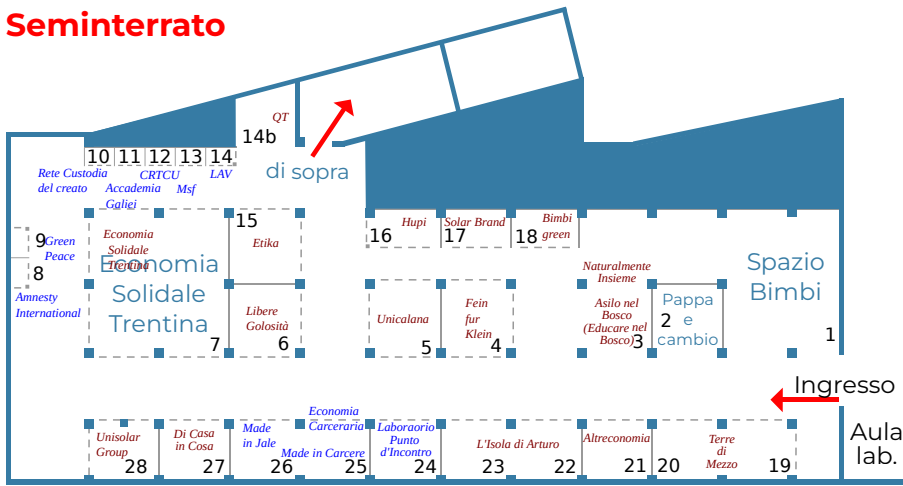 Seminterrato
QT
14b
di sopra
10 11 12 13 14
Rete Custodia
del creato
CRTCU
LAV
Accademia
Galiei
Msf
15
16
Hupi
Solar Brand
17
Bimbi
green
18
9
Green
Peace
8
Amnesty
International
Economia
Solidale
Trentina
Economia
Solidale
Trentina
7
Etika
Libere
Golosità
6
Unicalana
5
Fein
fur
Klein
4
Naturalmente
Insieme
Asilo nel
Bosco
(Educare nel
Bosco)
3
Pappa
2 e
cambio
Spazio
Bimbi
1
Ingresso
Aula
lab.
Unisolar
Group
28
Di Casa
in Cosa
27
Made
in Jale
26
Economia
Carceraria
Made in Carcere
25
Laboraorio
Punto
d'Incontro
24
L'Isola di Arturo
23
22
Altreconomia
21
20
Terre
di
Mezzo
19